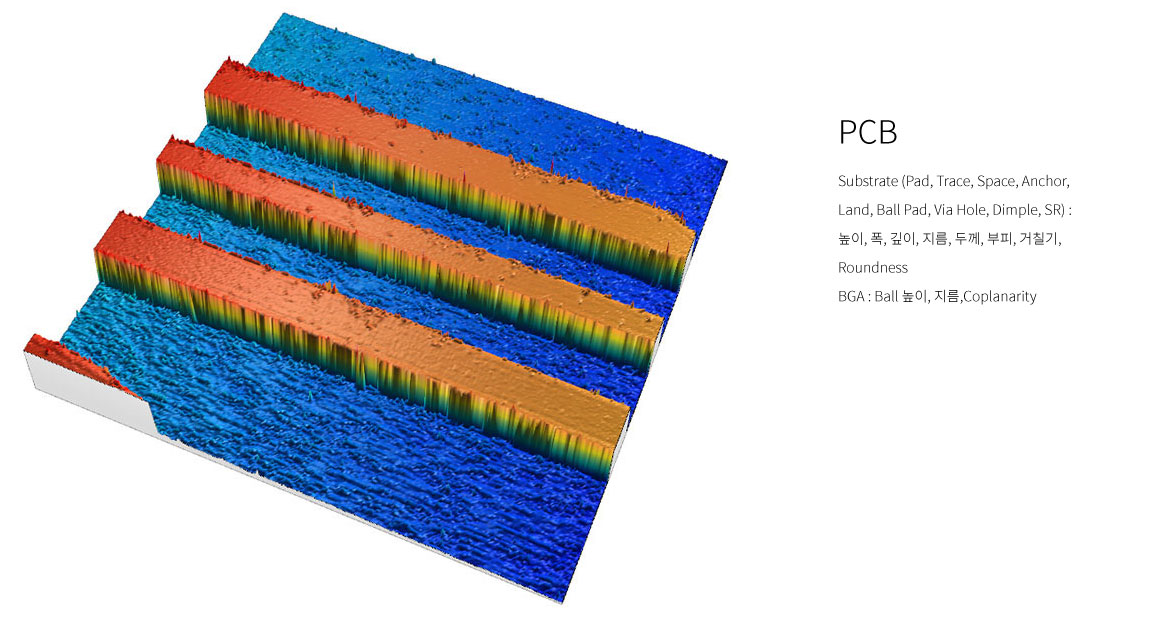 PCB
Substrate (Pad, Trace, Space, Anchor,
Land, Ball Pad, Via Hole, Dimple, SR) :
높이, 폭, 깊이, 지름, 두께, 부피, 거칠기,
Roundness
BGA : Ball 높이, 지름,Coplanarity